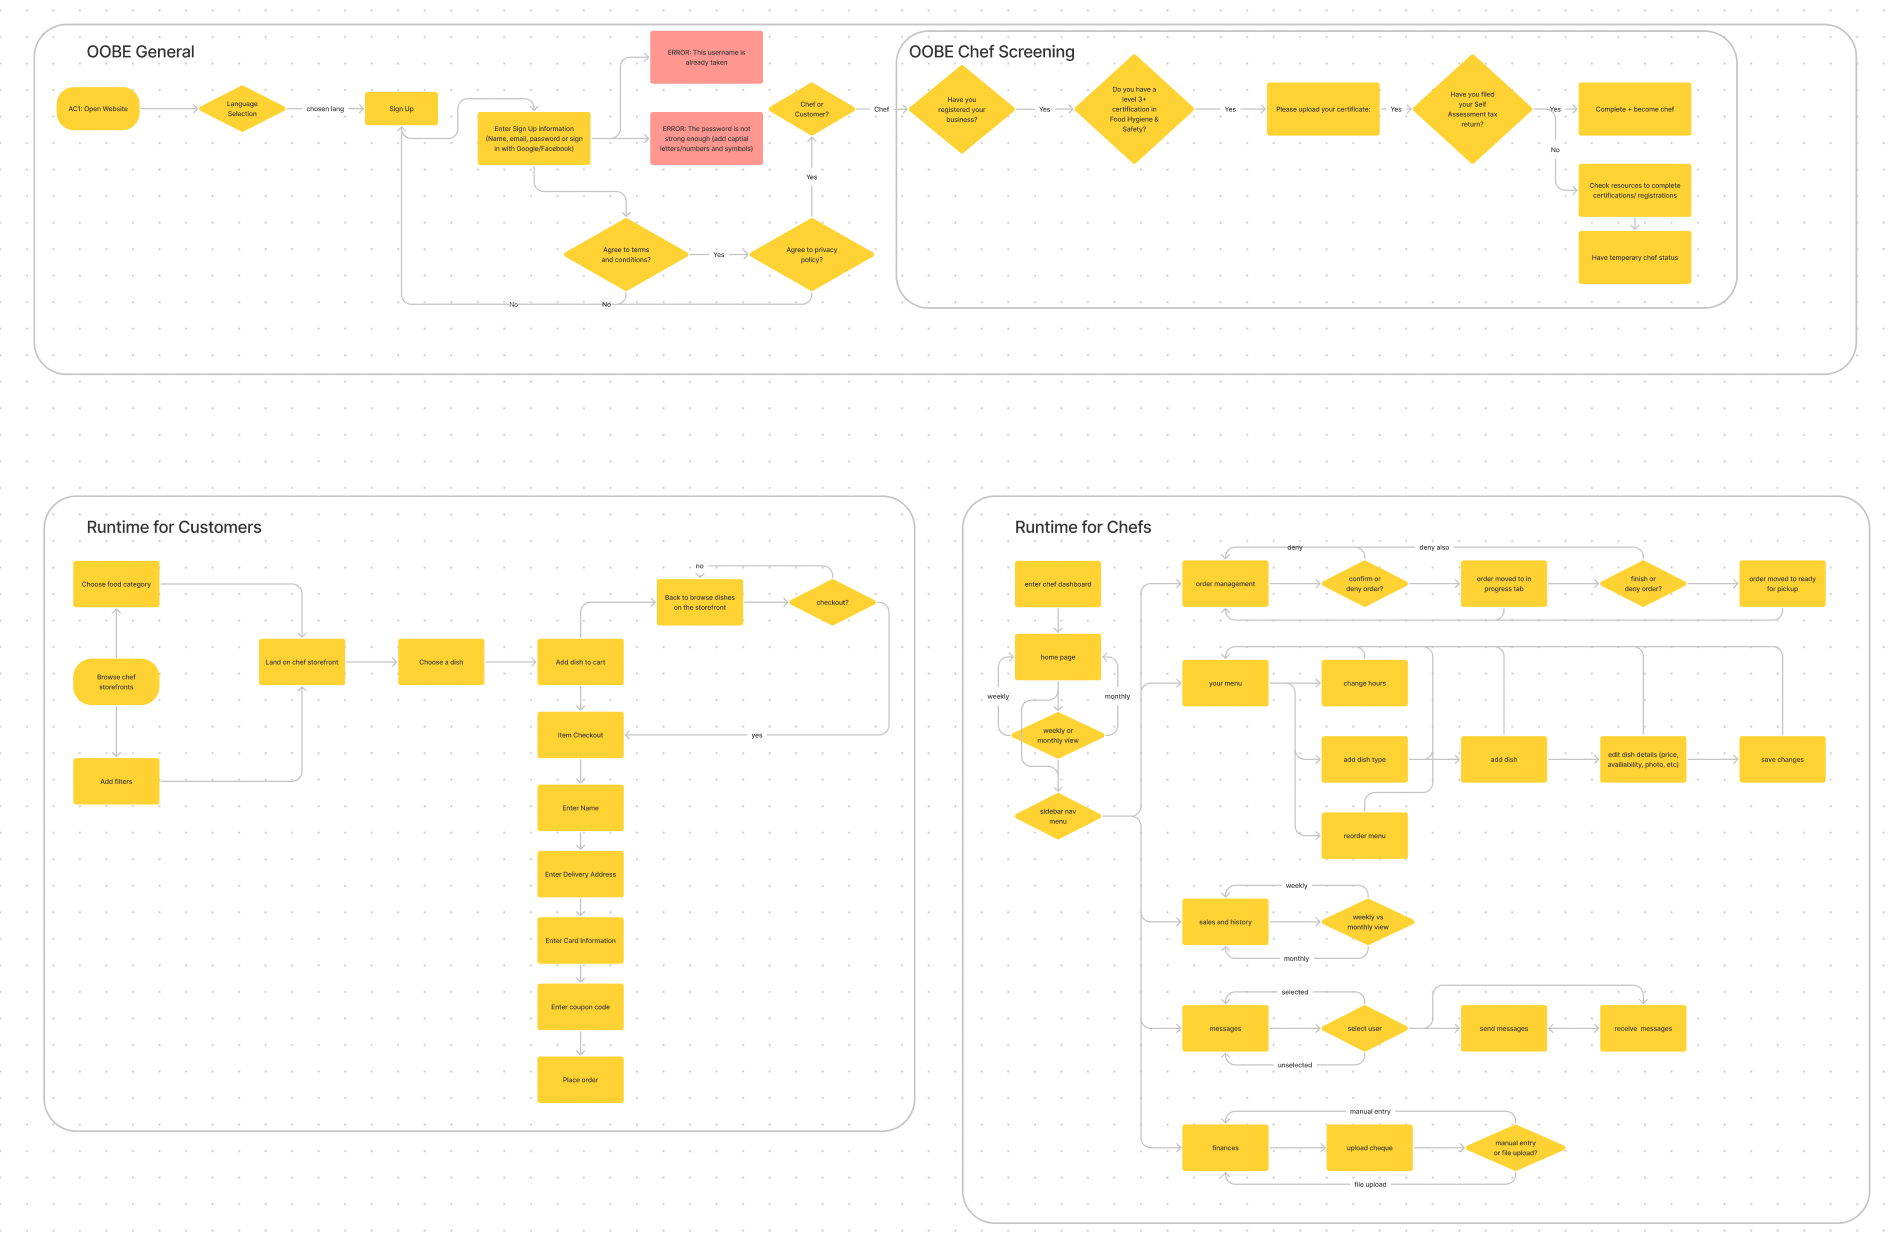 OOBE General
AC1: Open Website
Language
Selection
chosen lang
Sign Up
Enter Sign Up information
(Name, email, password or sign
in with Google/Facebook)
ERROR: This username is
already taken
ERROR: The password is not
strong enough (add captial
letters/numbers and symbols)
Agree to terms
and conditions?
Yes
Agree to privacy
policy?
No
No
Yes
Chef or
Customer?
Chef
OOBE Chef Screening
Have you
registered your
business?
Yes
Do you have a
level 3+
certification in
Food Hygiene &
Safety?
Yes
Please upload your certificate:
Yes
Have you filed
your Self
Assessment tax
return?
Yes
Complete + become chef
No
Check resources to complete
certifications/ registrations
Have temperary chef status
Runtime for Customers
Choose food category
Browse chef
storefronts
Add filters
Land on chef storefront
Choose a dish
Add dish to cart
no
Back to browse dishes
on the storefront
checkout?
yes
Item Checkout
Enter Name
Enter Delivery Address
Enter Card Information
Enter coupon code
Place order
Runtime for Chefs
enter chef dashboard
home page
weekly
monthly
weekly or
monthly view
sidebar nav
menu
deny
deny also
order management
confirm or
deny order?
order moved to in
progress tab
finish or
deny order?
order moved to ready
for pickup
your menu
change hours
add dish type
add dish
edit dish details (price,
availiability, photo, etc)
save changes
reorder menu
weekly
sales and history
weekly vs
monthly view
monthly
selected
messages
select user
send messages
receive messages
unselected
manual entry
finances
upload cheque
manual entry
or file upload?
file upload